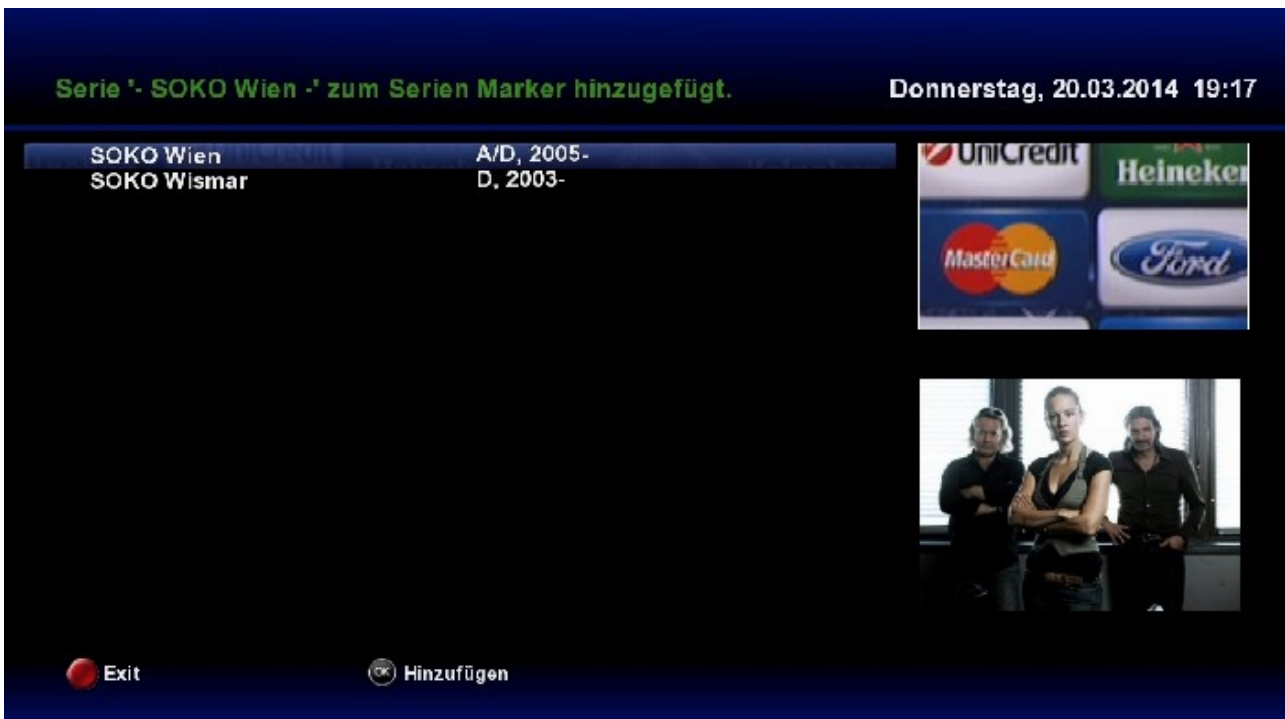 Serie '- SOKO Wien -' zum Serien Marker hinzugefügt.
Donnerstag, 20.03.2014 19:17
SOKO Wien A/D, 2005-
SOKO Wismar D, 2003-
UniCredit
Heineken
MasterCard
Ford
Exit
OK Hinzufügen